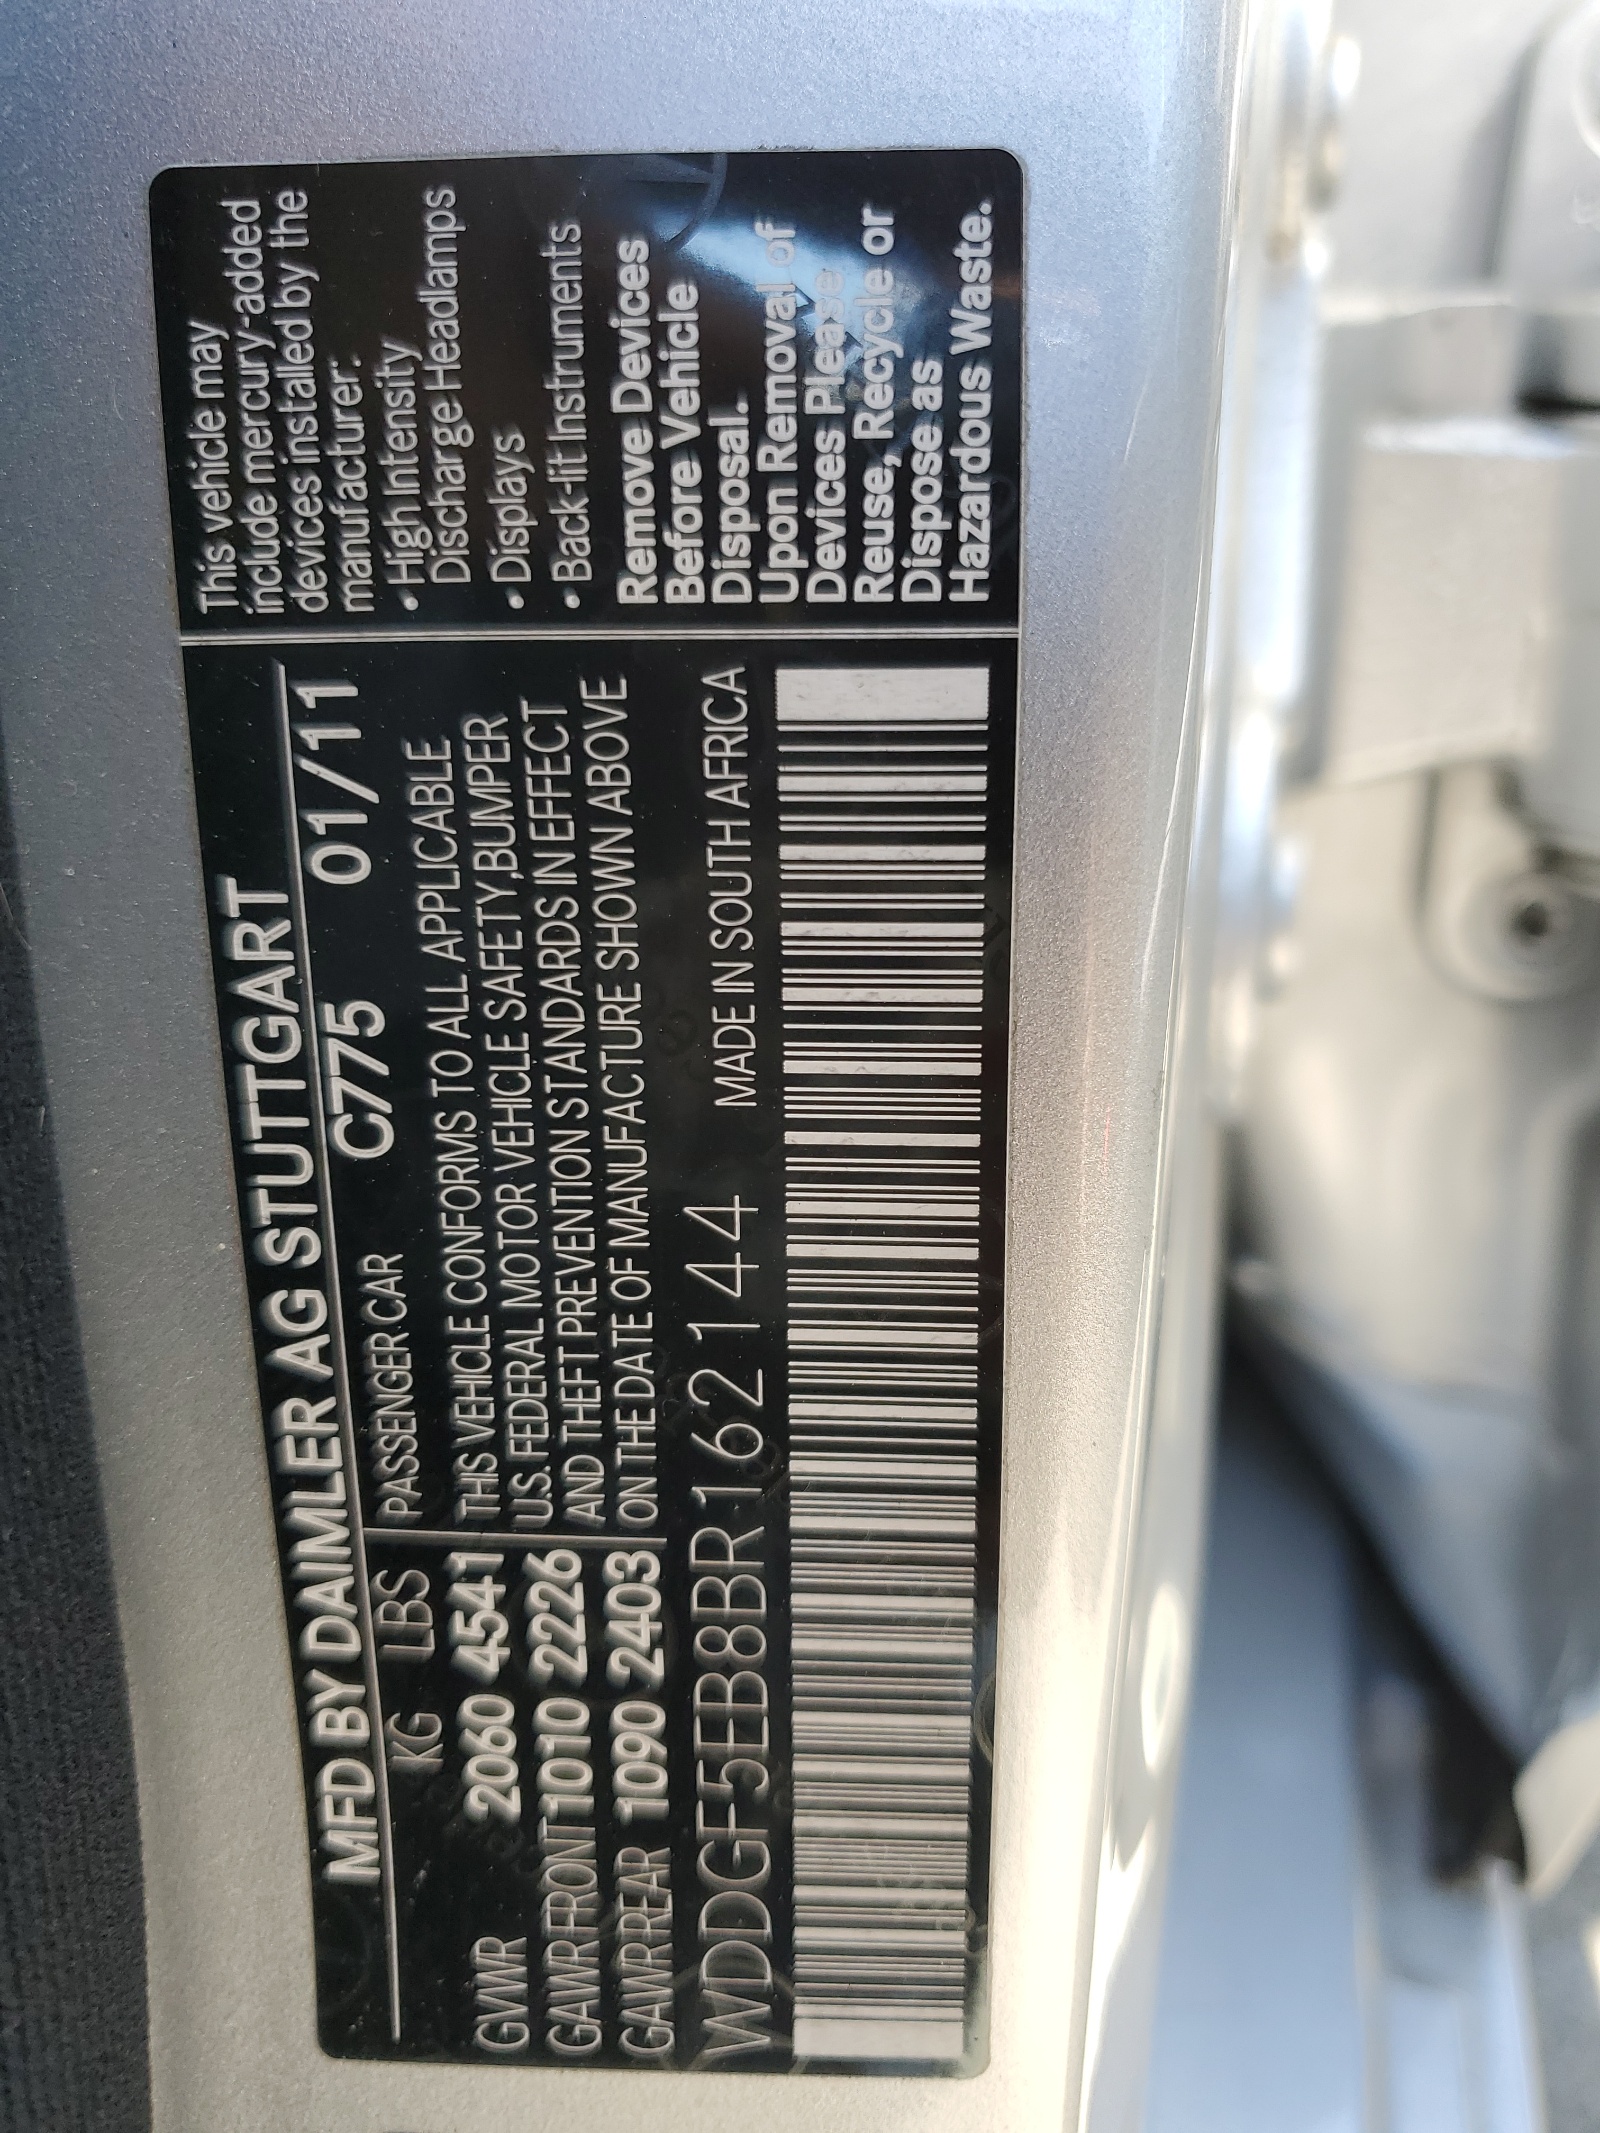 MFD BY DAIMLER AG STUTTGART
KG LBS PASSENGER CAR C775 01/11
GVWR 2060 4541
GAWR FRONT 1010 2226
GAWR REAR 1090 2403
THIS VEHICLE CONFORMS TO ALL APPLICABLE
U.S. FEDERAL MOTOR VEHICLE SAFETY,BUMPER
AND THEFT PREVENTION STANDARDS IN EFFECT
ON THE DATE OF MANUFACTURE SHOWN ABOVE
WDDGF5EB8BR162144 MADE IN SOUTH AFRICA
This vehicle may
include mercury-added
devices installed by the
manufacturer:
• High Intensity
Discharge Headlamps
• Displays
• Back-lit Instruments
Remove Devices
Before Vehicle
Disposal.
Upon Removal of
Devices Please
Reuse, Recycle or
Dispose as
Hazardous Waste.